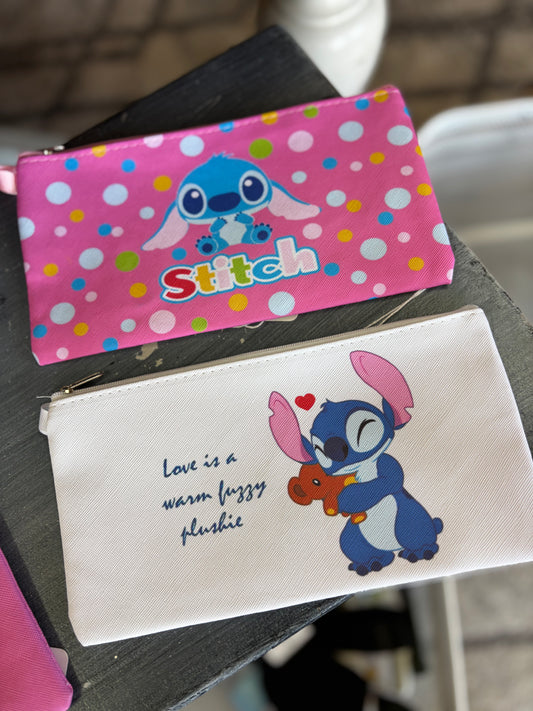 Stitch
Love is a
warm fuzzy
plushie